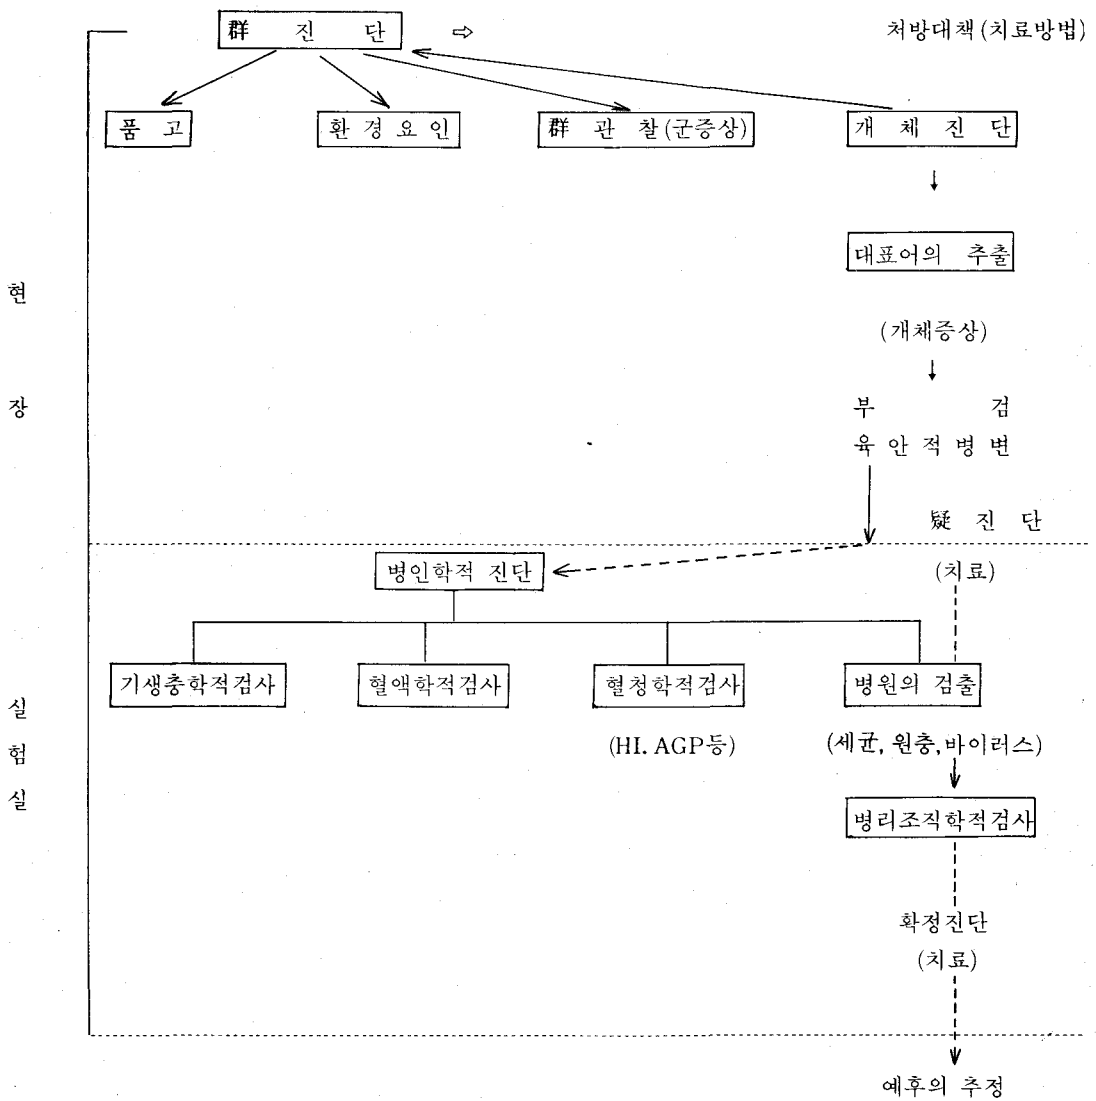 群 진 단 ⇨ 처방대책(치료방법)
품 고 환경요인 群 관 찰(군증상) 개 체 진 단
대표어의 추출
(개체증상)
부 검
육안적병변
疑 진 단
현
장
병인학적 진단
(치료)
기생충학적검사 혈액학적검사 혈청학적검사 병원의 검출
(HI. AGP등) (세균, 원충, 바이러스)
병리조직학적검사
실
험
실
확정진단
(치료)
예후의 추정